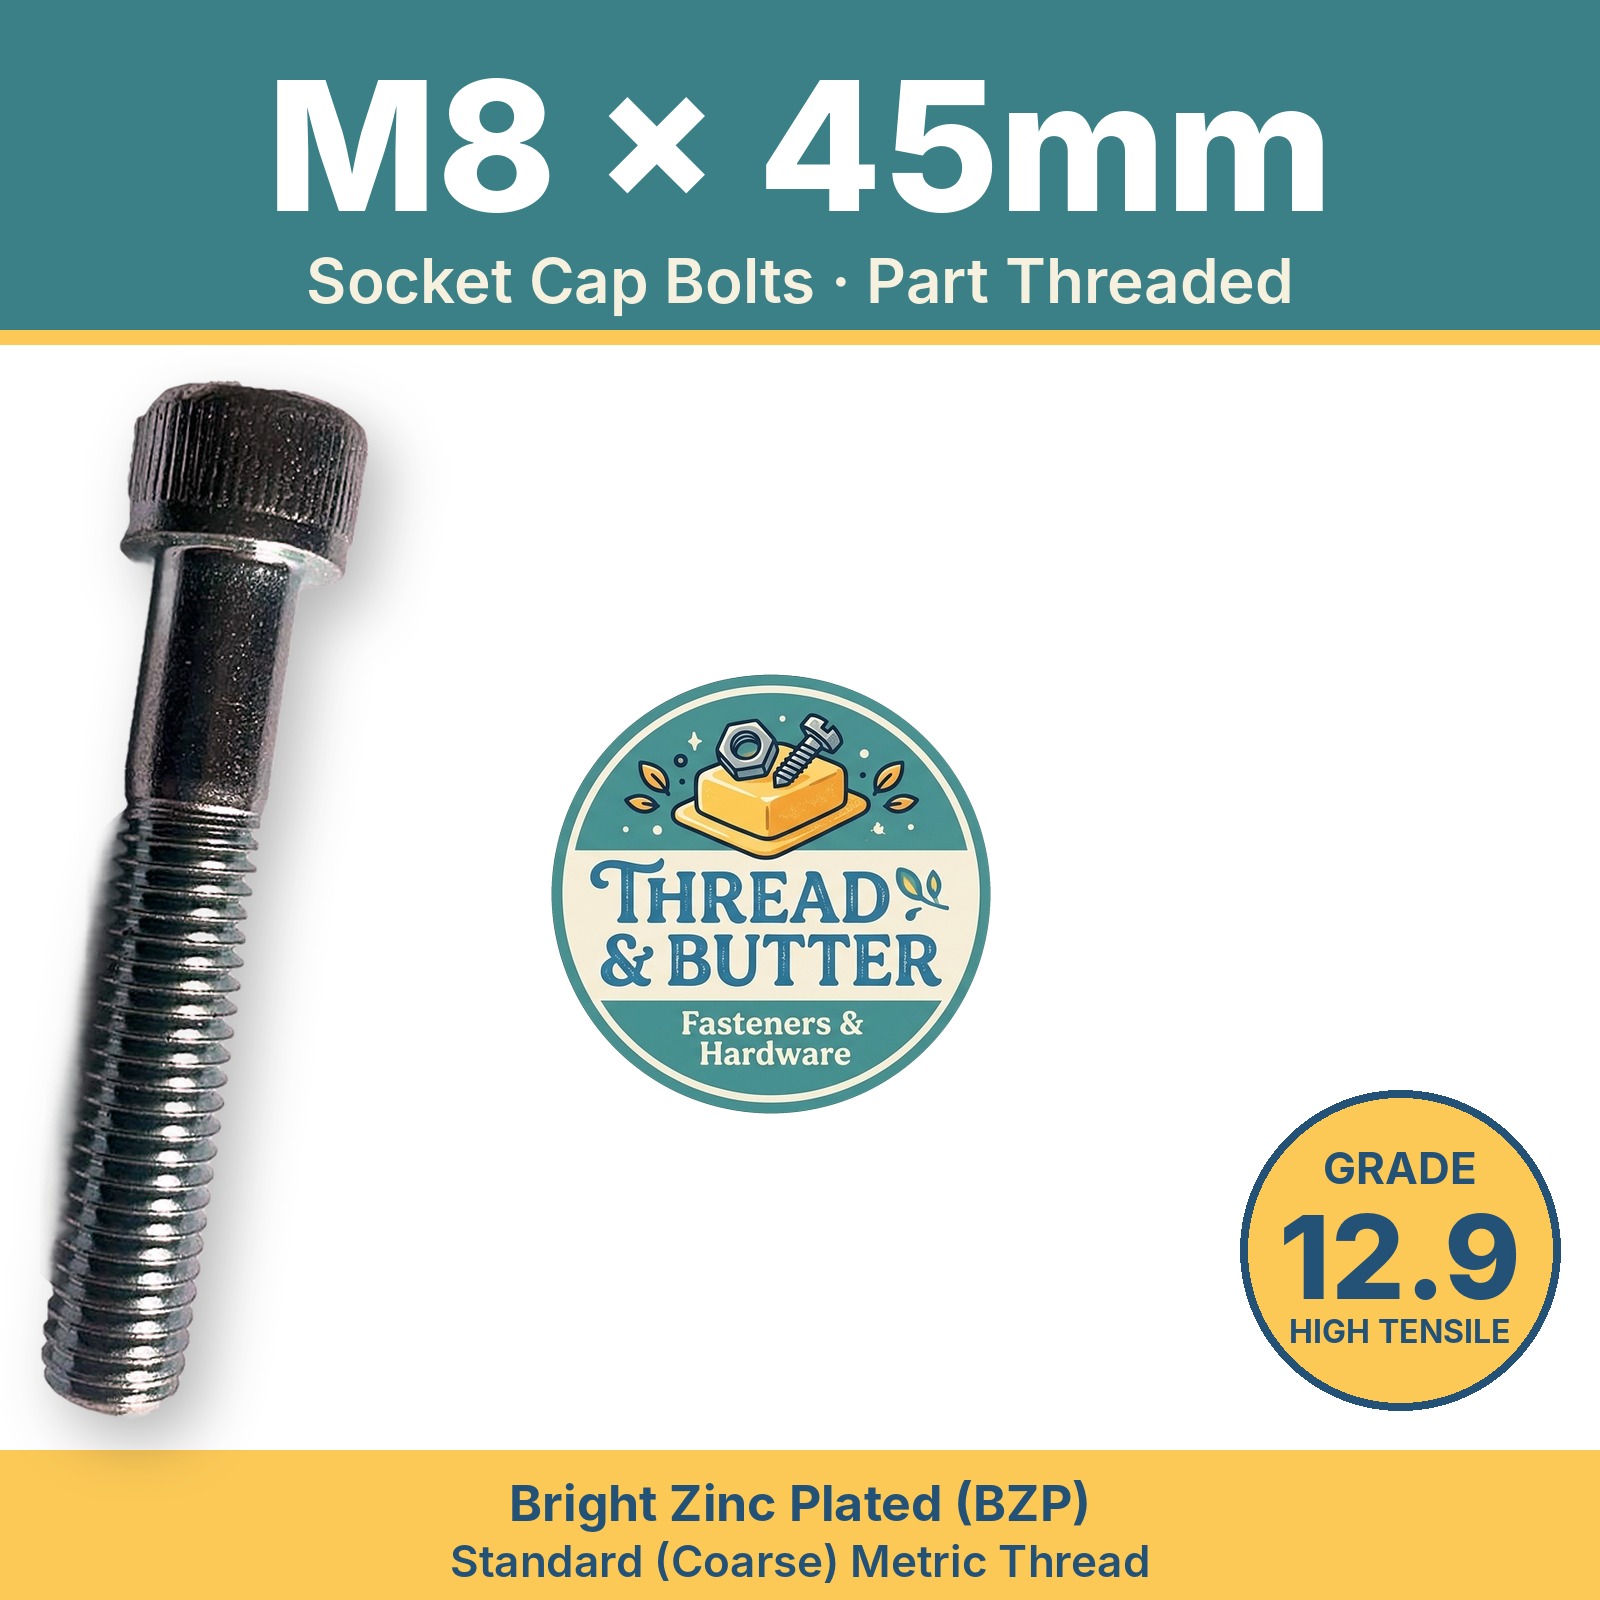 M8 × 45mm
Socket Cap Bolts · Part Threaded
THREAD
& BUTTER
Fasteners &
Hardware
GRADE
12.9
HIGH TENSILE
Bright Zinc Plated (BZP)
Standard (Coarse) Metric Thread